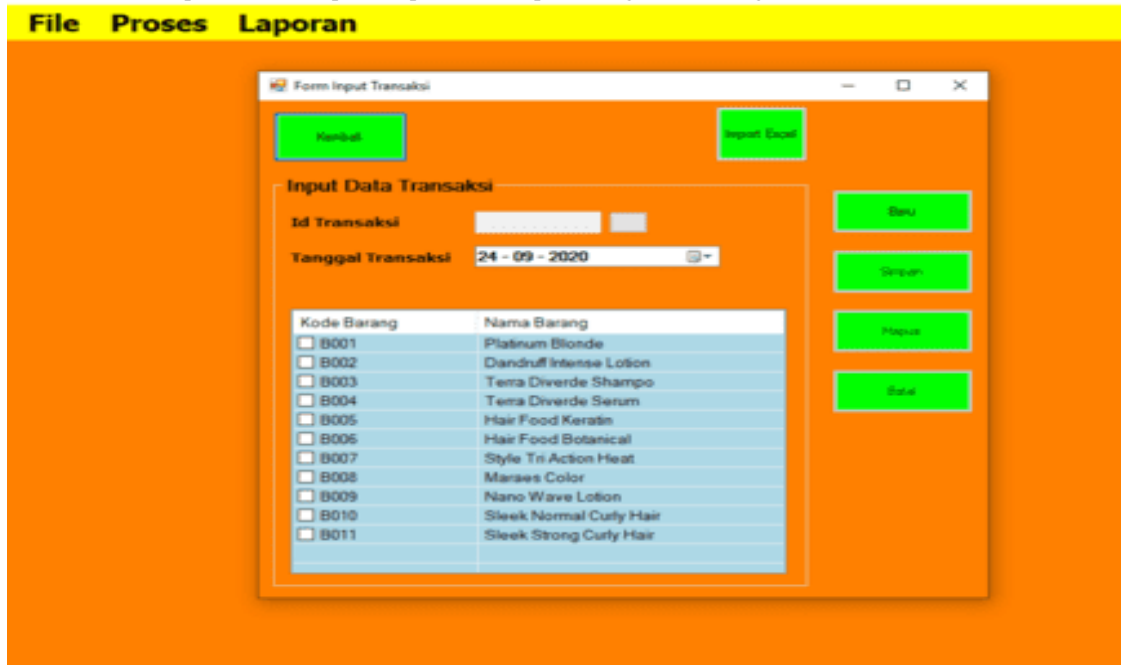 File Proses Laporan
Form Input Transaksi
Kembali
Import Excel
Input Data Transaksi
Id Transaksi
Tanggal Transaksi 24 - 09 - 2020
Baru
Simpan
Hapus
Batal
Kode Barang Nama Barang
B001 Platinum Blonde
B002 Dandruff Intense Lotion
B003 Terra Diverde Shampo
B004 Terra Diverde Serum
B005 Hair Food Keratin
B006 Hair Food Botanical
B007 Style Tri Action Heat
B008 Maraes Color
B009 Nano Wave Lotion
B010 Sleek Normal Curly Hair
B011 Sleek Strong Curly Hair